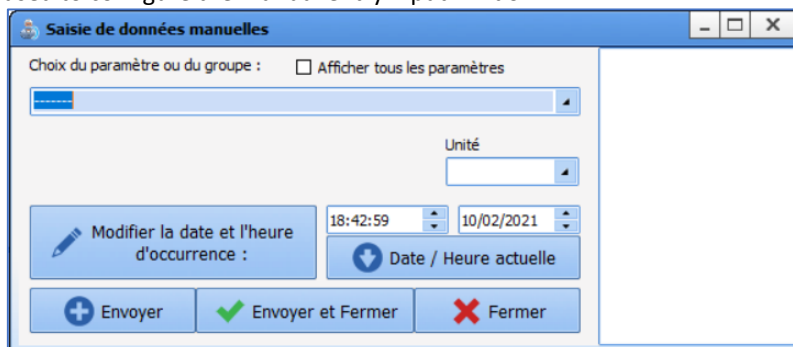 Saisie de données manuelles
Choix du paramètre ou du groupe : Afficher tous les paramètres
-------
Unité
18:42:59 10/02/2021
Modifier la date et l'heure
d'occurrence :
Date / Heure actuelle
Envoyer Envoyer et Fermer Fermer